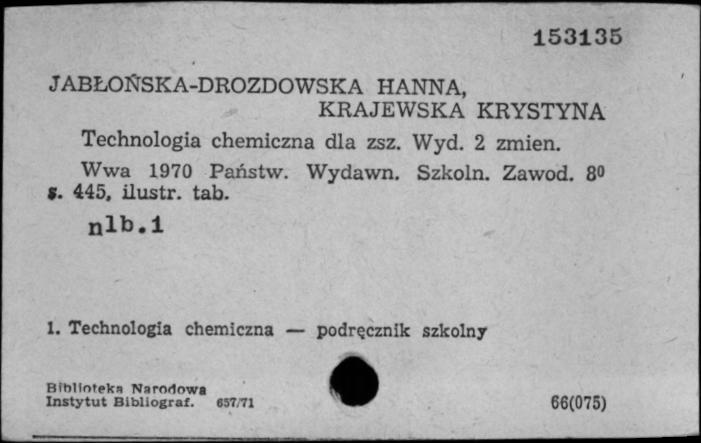 153135
JABŁOŃSKA-DROZDOWSKA HANNA,
KRAJEWSKA KRYSTYNA
Technologia chemiczna dla zsz. Wyd. 2 zmien.
Wwa 1970 Państw. Wydawn. Szkoln. Zawod. 8⁰
s. 445, ilustr. tab.
nlb.1
1. Technologia chemiczna — podręcznik szkolny
Biblioteka Narodowa
Instytut Bibliograf. 657/71
66(075)